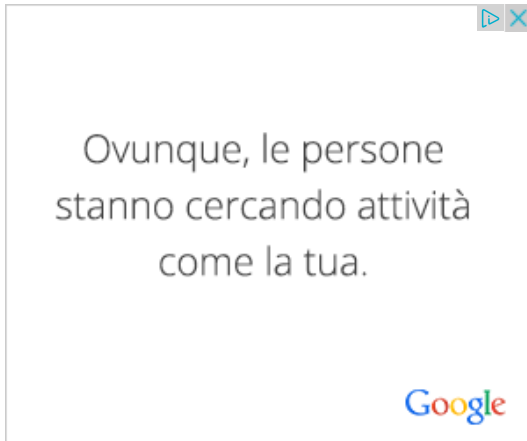 Ovunque, le persone
stanno cercando attività
come la tua.
Google